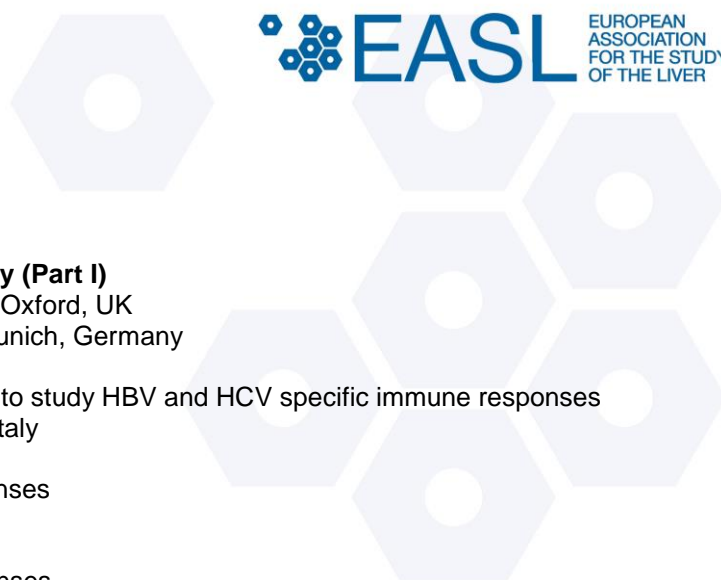 EASL
EUROPEAN
ASSOCIATION
FOR THE STUDY
OF THE LIVER
y (Part I)
Oxford, UK
unich, Germany
to study HBV and HCV specific immune responses
taly
nses